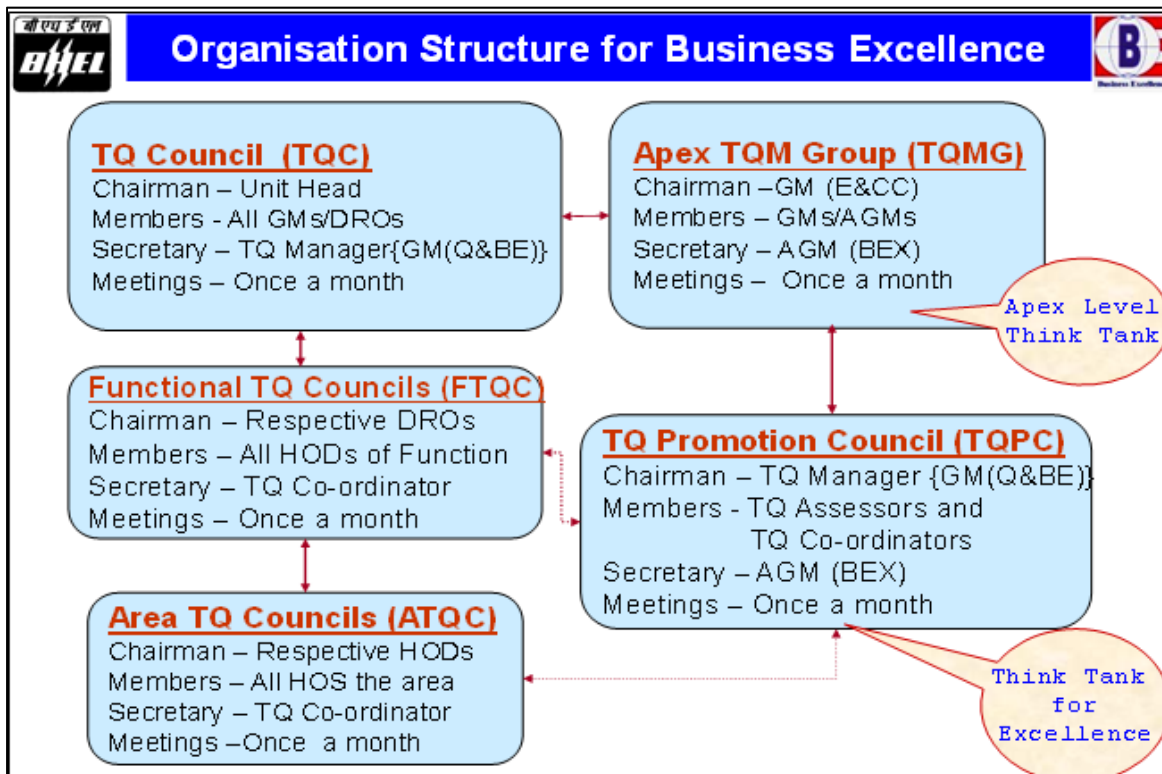 बी एच ई एल
BHEL
Organisation Structure for Business Excellence
B
Business Excellence
TQ Council (TQC)
Chairman – Unit Head
Members - All GMs/DROs
Secretary – TQ Manager{GM(Q&BE)}
Meetings – Once a month
Apex TQM Group (TQMG)
Chairman –GM (E&CC)
Members – GMs/AGMs
Secretary – AGM (BEX)
Meetings – Once a month
Apex Level
Think Tank
Functional TQ Councils (FTQC)
Chairman – Respective DROs
Members – All HODs of Function
Secretary – TQ Co-ordinator
Meetings – Once a month
TQ Promotion Council (TQPC)
Chairman – TQ Manager {GM(Q&BE)}
Members - TQ Assessors and
TQ Co-ordinators
Secretary – AGM (BEX)
Meetings – Once a month
Area TQ Councils (ATQC)
Chairman – Respective HODs
Members – All HOS the area
Secretary – TQ Co-ordinator
Meetings –Once a month
Think Tank
for
Excellence